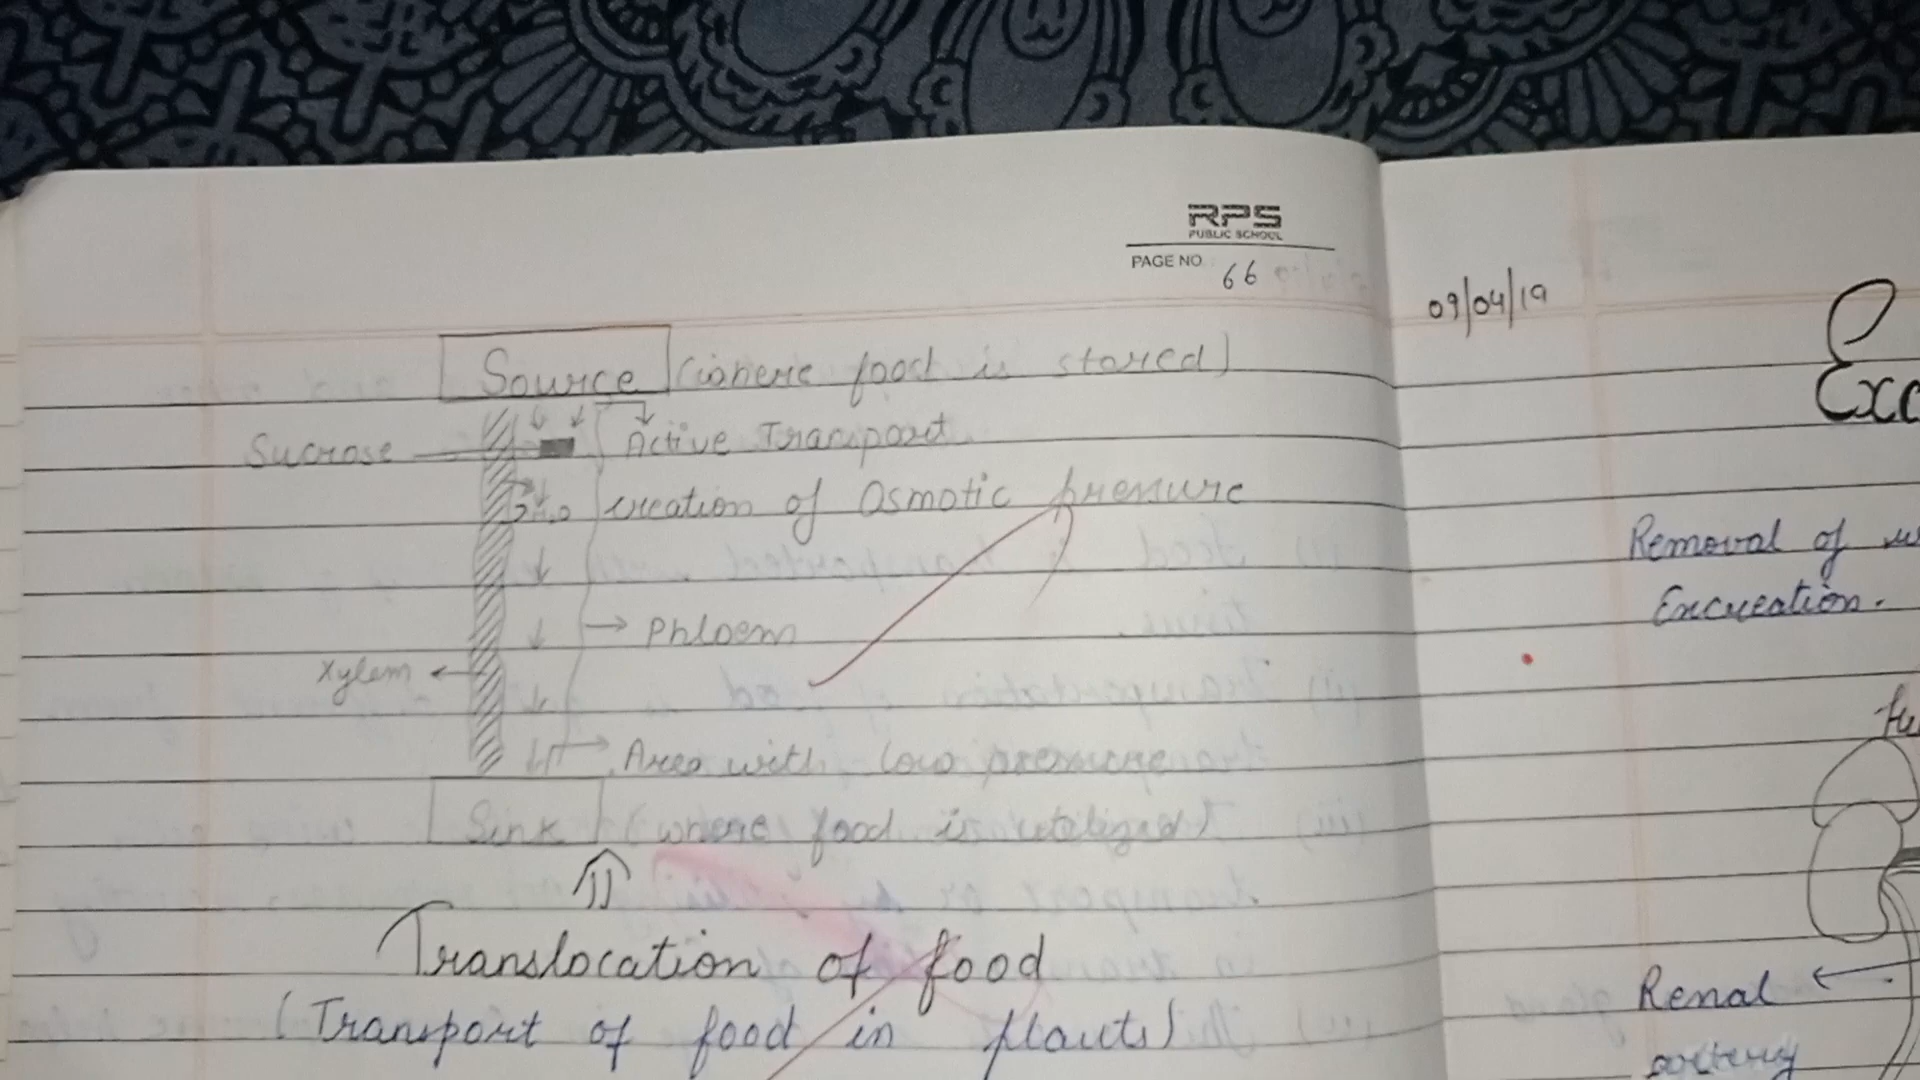 RPS
PUBLIC SCHOOL
PAGE NO. 66
Source (where food is stored)
Sucrose
Active Transport
H2O
creation of Osmotic pressure
Phloem
Xylem
Area with low pressure
Sink (where food is utilized)
Translocation of food
(Transport of food in plants)
09/04/19
Exc
Removal of
Excreation.
Renal
artery